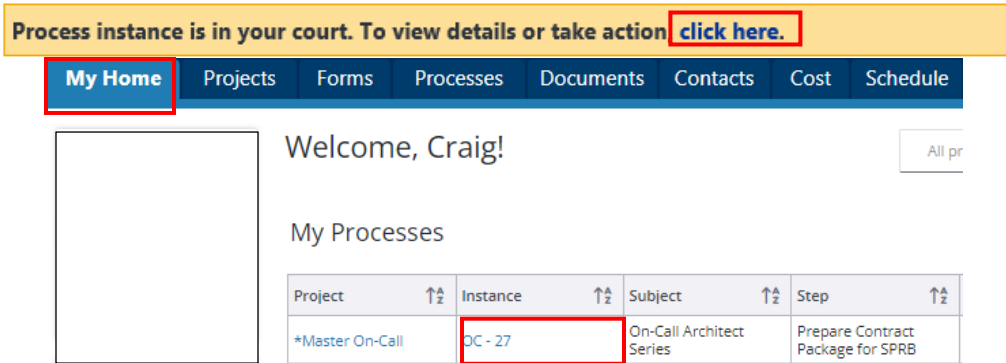 Process instance is in your court. To view details or take action click here.
My Home Projects Forms Processes Documents Contacts Cost Schedule
Welcome, Craig!
All pr
My Processes
Project Instance Subject Step
*Master On-Call OC - 27 On-Call Architect Prepare Contract
Series Package for SPRB